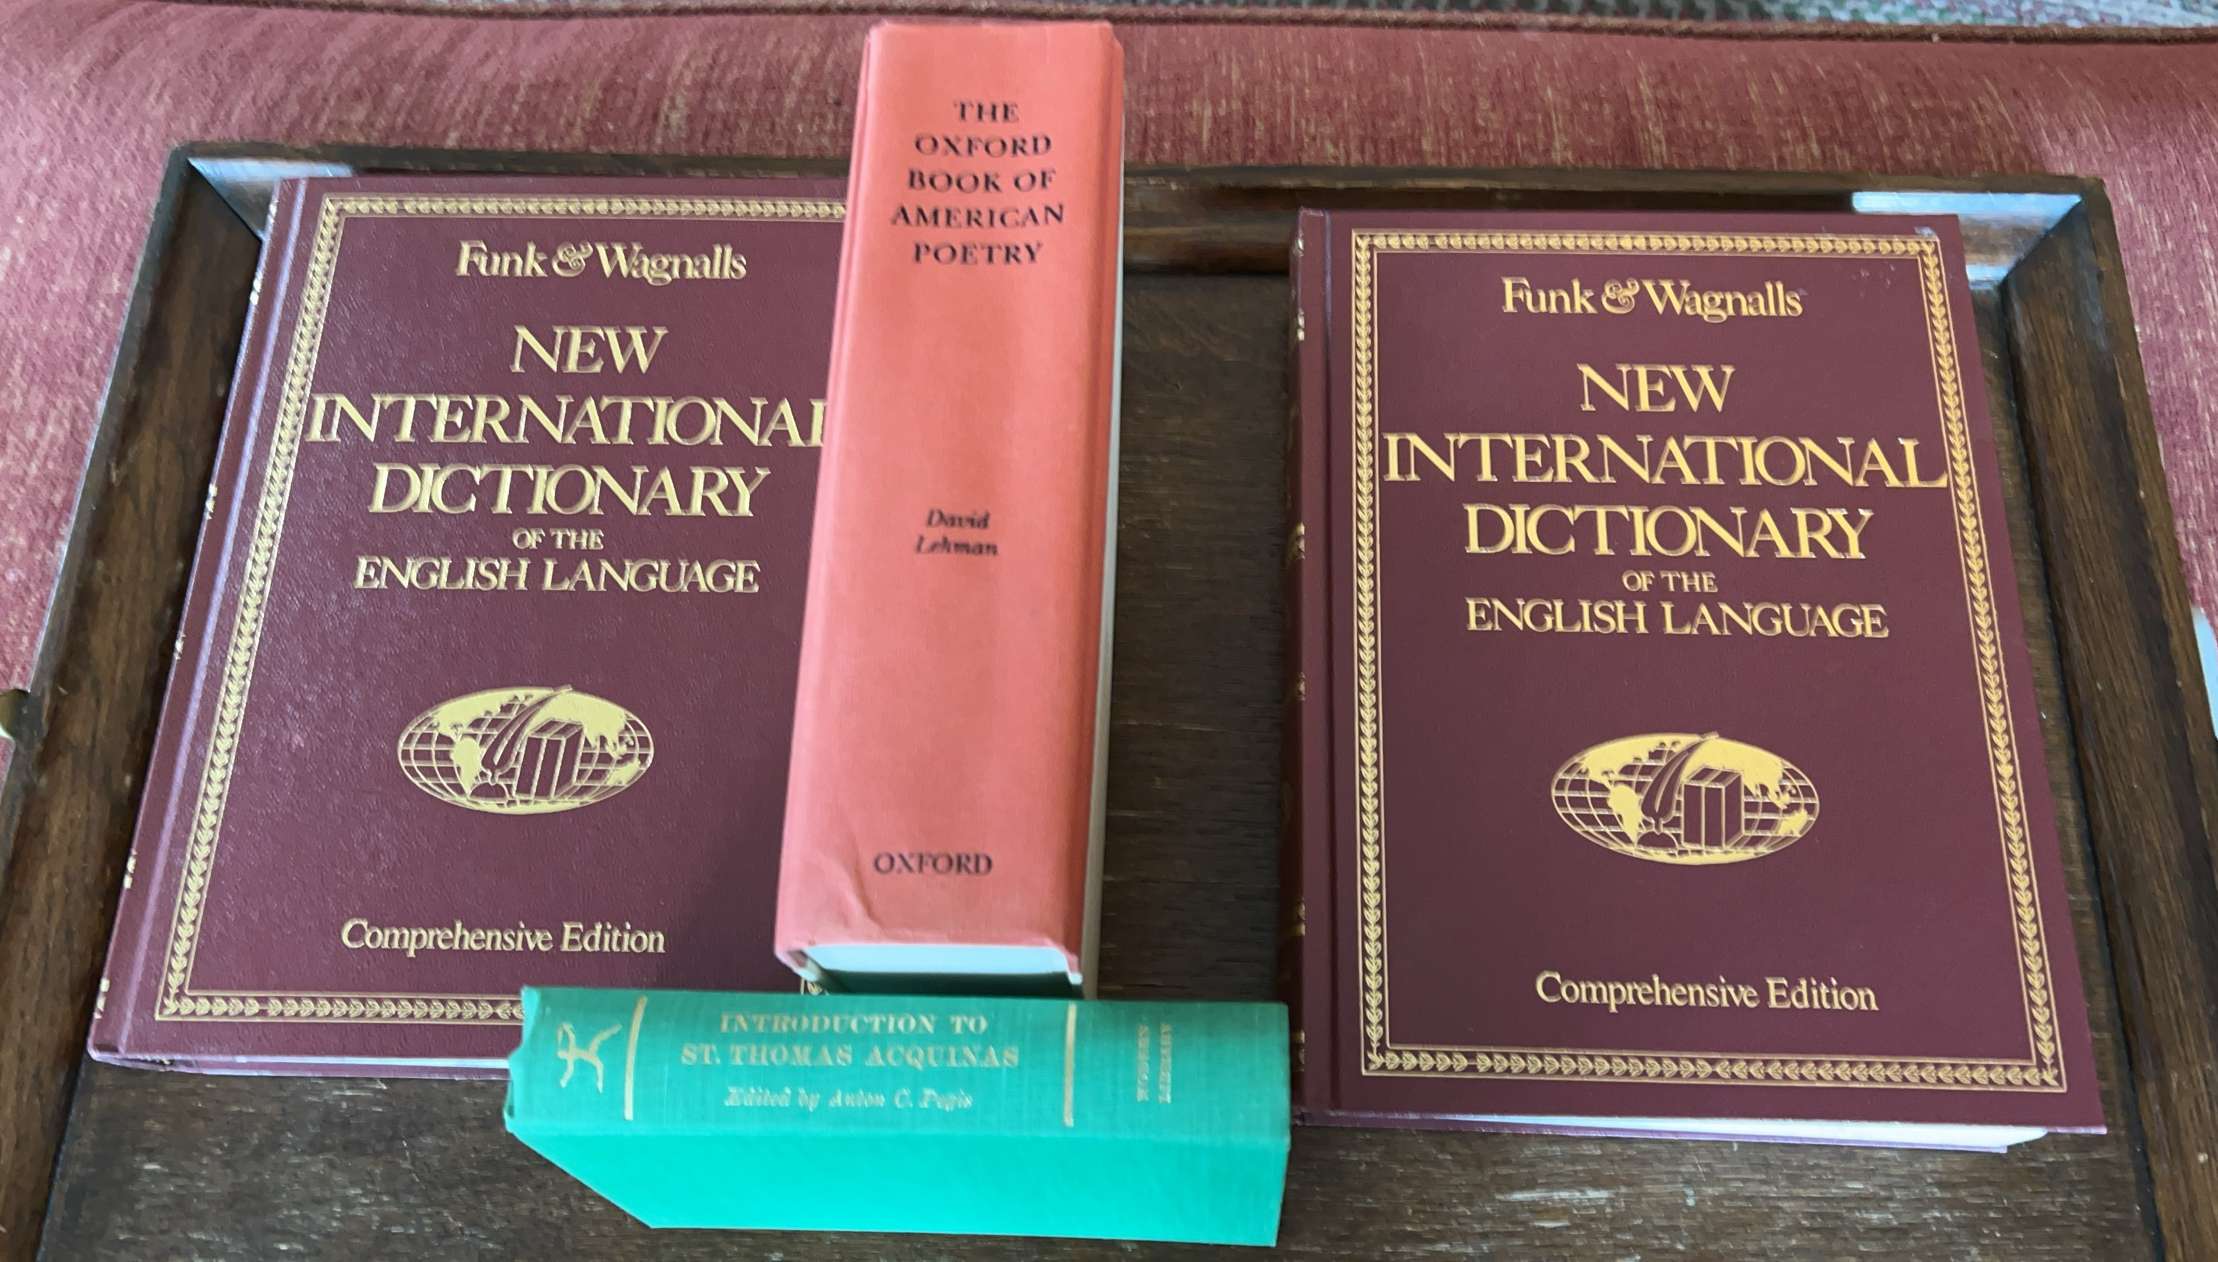 Funk & Wagnalls
NEW
INTERNATIONAL
DICTIONARY
OF THE
ENGLISH LANGUAGE
Comprehensive Edition
THE
OXFORD
BOOK OF
AMERICAN
POETRY
David
Lehman
OXFORD
INTRODUCTION TO
ST. THOMAS ACQUINAS
Edited by Anton C. Pegis
MODERN
LIBRARY
Funk & Wagnalls
NEW
INTERNATIONAL
DICTIONARY
OF THE
ENGLISH LANGUAGE
Comprehensive Edition